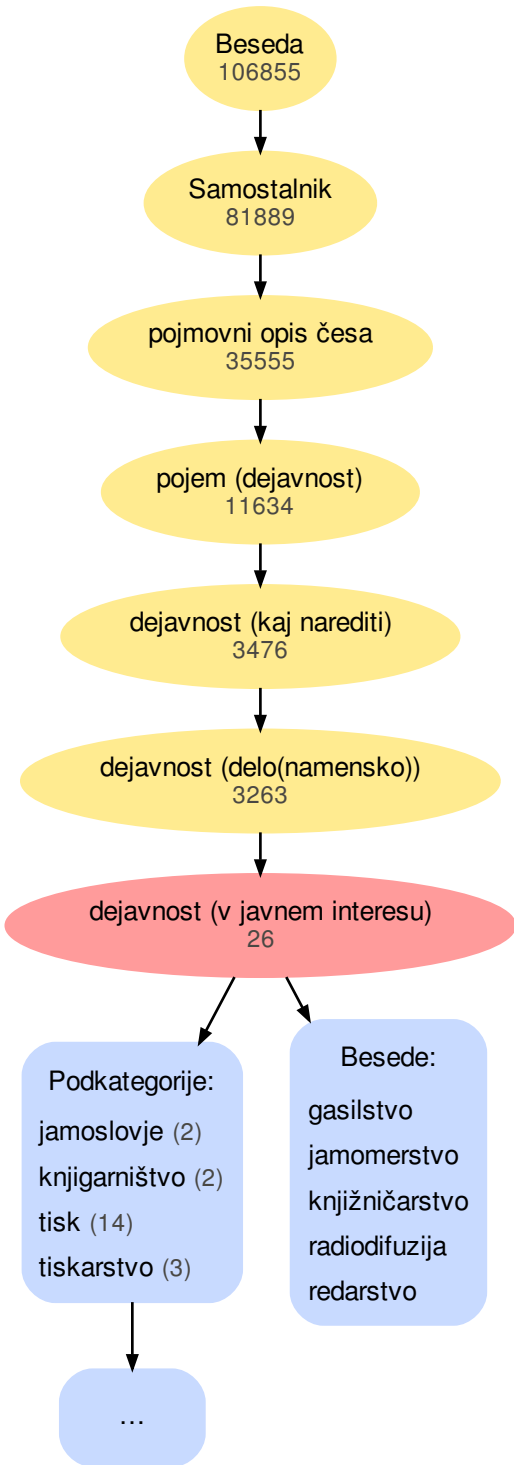 Beseda
106855
Samostalnik
81889
pojmovni opis česa
35555
pojem (dejavnost)
11634
dejavnost (kaj narediti)
3476
dejavnost (delo(namensko))
3263
dejavnost (v javnem interesu)
26
Podkategorije:
jamoslovje (2)
knjigarništvo (2)
tisk (14)
tiskarstvo (3)
Besede:
gasilstvo
jamomerstvo
knjižničarstvo
radiodifuzija
redarstvo
...